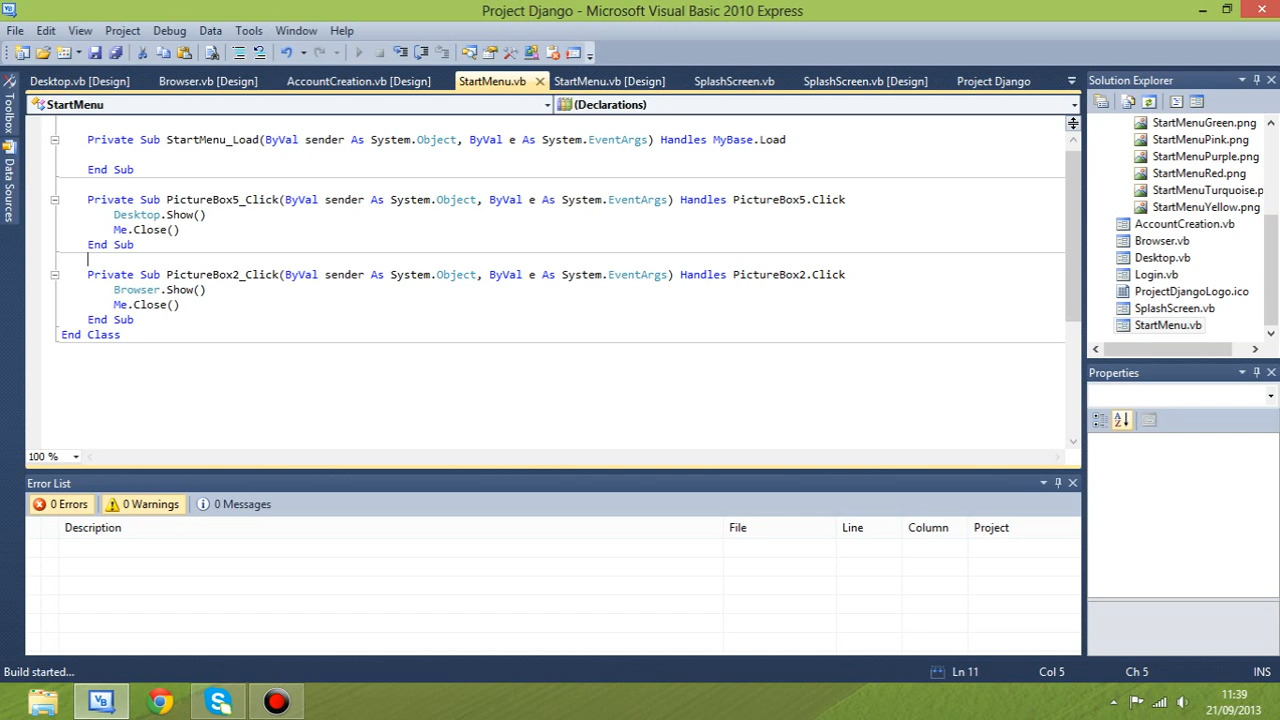 Project Django - Microsoft Visual Basic 2010 Express
File Edit View Project Debug Data Tools Window Help
Desktop.vb [Design] Browser.vb [Design] AccountCreation.vb [Design] StartMenu.vb StartMenu.vb [Design] SplashScreen.vb SplashScreen.vb [Design] Project Django
StartMenu (Declarations)
Private Sub StartMenu_Load(ByVal sender As System.Object, ByVal e As System.EventArgs) Handles MyBase.Load
End Sub
Private Sub PictureBox5_Click(ByVal sender As System.Object, ByVal e As System.EventArgs) Handles PictureBox5.Click
Desktop.Show()
Me.Close()
End Sub
Private Sub PictureBox2_Click(ByVal sender As System.Object, ByVal e As System.EventArgs) Handles PictureBox2.Click
Browser.Show()
Me.Close()
End Sub
End Class
100 %
Toolbox
Data Sources
Solution Explorer
StartMenuGreen.png
StartMenuPink.png
StartMenuPurple.png
StartMenuRed.png
StartMenuTurquoise.p
StartMenuYellow.png
AccountCreation.vb
Browser.vb
Desktop.vb
Login.vb
ProjectDjangoLogo.ico
SplashScreen.vb
StartMenu.vb
Properties
Error List
0 Errors 0 Warnings 0 Messages
Description File Line Column Project
Build started... Ln 11 Col 5 Ch 5 INS
11:39
21/09/2013